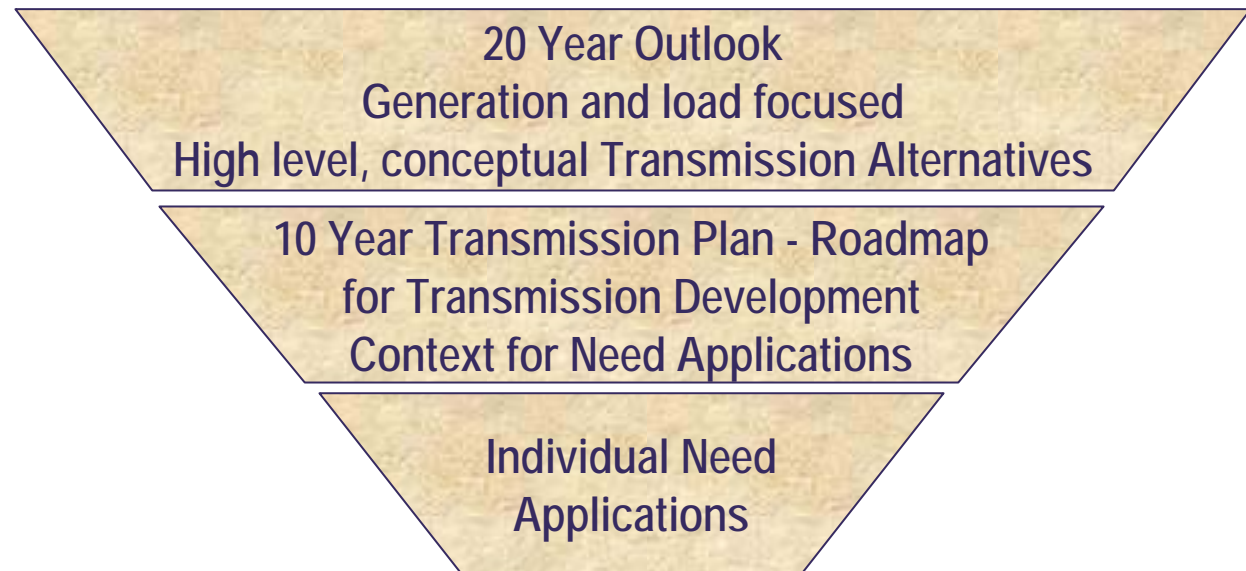 20 Year Outlook
Generation and load focused
High level, conceptual Transmission Alternatives
10 Year Transmission Plan - Roadmap
for Transmission Development
Context for Need Applications
Individual Need
Applications